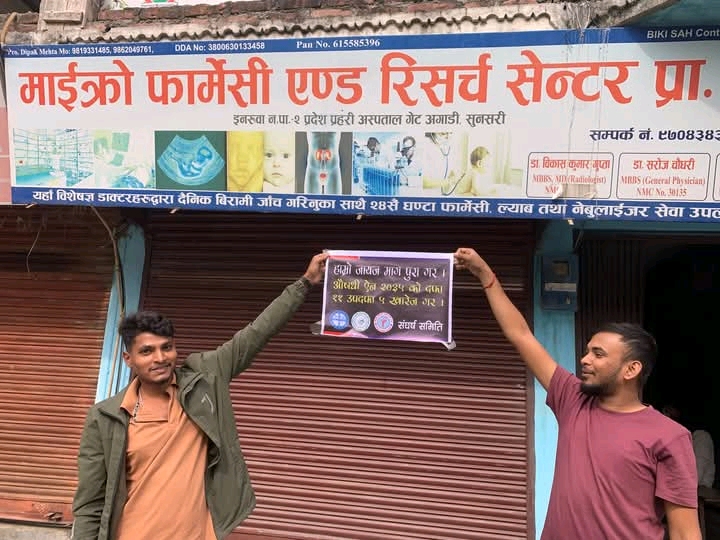 Pro. Dipak Mehta Mo: 9819331485, 9862049761,
DDA No: 3800630133458
Pan No. 615585396
BIKI SAH Cont
माईक्रो फार्मेसी एण्ड रिसर्च सेन्टर प्रा.
इनरुवा न.पा.-२ प्रदेश प्रहरी अस्पताल गेट अगाडी, सुनसरी
सम्पर्क नं. ९७०४३४३
डा. विकास कुमार गुप्ता
MBBS, MD (Radiologist)
NMC
डा. सरोज चौधरी
MBBS (General Physician)
NMC No. 30135
यहाँ विशेषज्ञ डाक्टरहरुद्वारा दैनिक बिरामी जाँच गरिनुका साथै २४सै घण्टा फार्मेसी, ल्याब तथा नेबुलाईजर सेवा उपल
हाम्रो जायज माग पुरा गर ।
औषधी ऐन २०३५ को दफा
११ उपदफा ५ खारेज गर ।
संघर्ष समिति